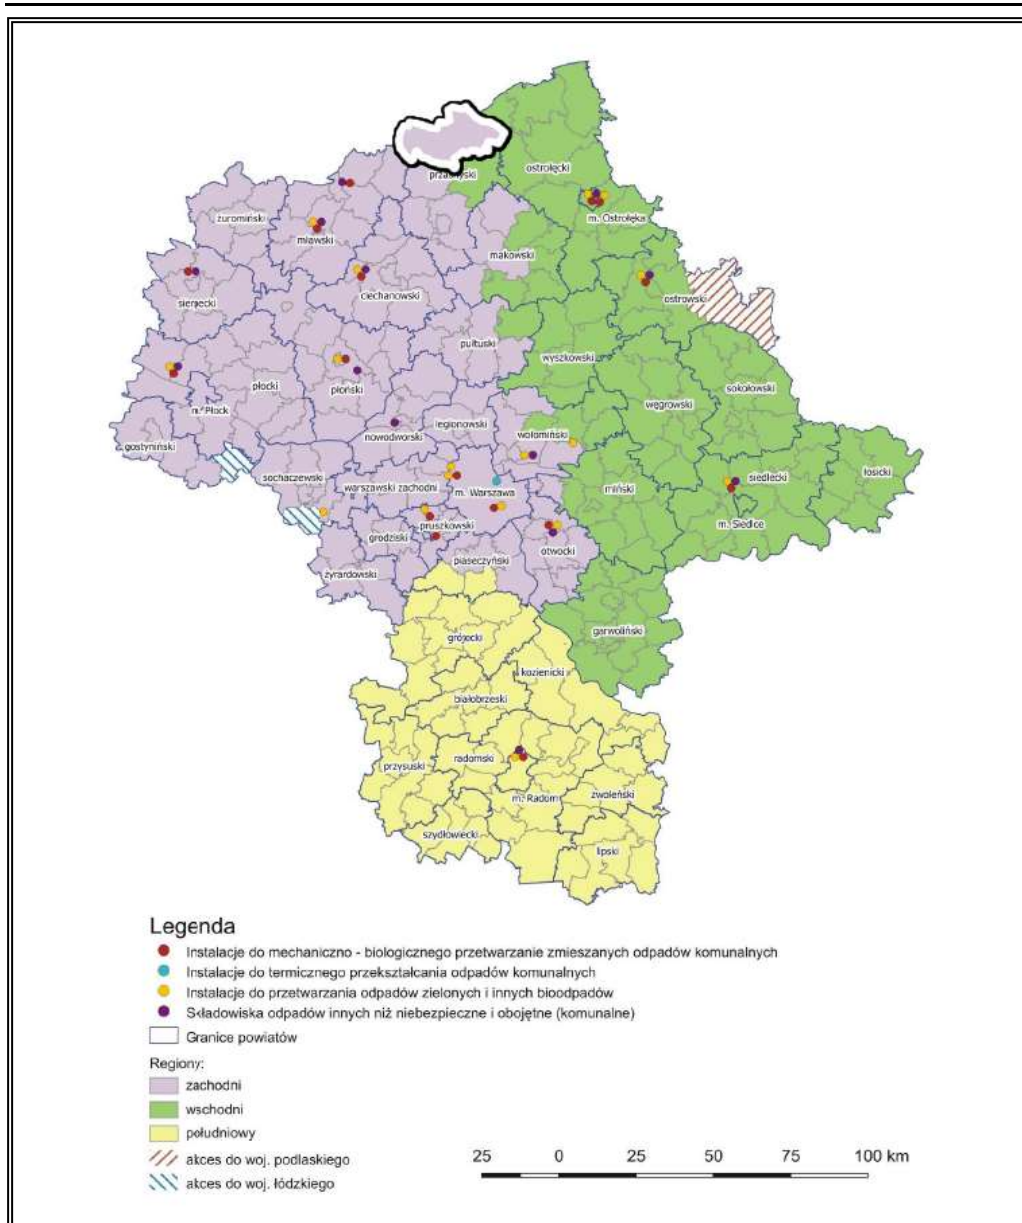 ostrołęcki
przasnyski
m. Ostrołęka
żuromiński
mławski
makowski
ciechanowski
ostrowski
sierpecki
pułtuski
wyszkowski
sokołowski
płocki
płoński
węgrowski
m. Płock
legionowski
nowodworski
wołomiński
gostyniński
łosicki
siedlecki
sochaczewski
warszawski zachodni
m. Warszawa
miński
m. Siedlce
pruszkowski
grodziski
otwocki
piaseczyński
żyrardowski
garwoliński
grójecki
kozienicki
białobrzeski
radomski
przysuski
zwoleński
m. Radom
szydłowiecki
lipski
Legenda
Instalacje do mechaniczno - biologicznego przetwarzanie zmieszanych odpadów komunalnych
Instalacje do termicznego przekształcania odpadów komunalnych
Instalacje do przetwarzania odpadów zielonych i innych bioodpadów
Składowiska odpadów innych niż niebezpieczne i obojętne (komunalne)
Granice powiatów
Regiony:
zachodni
wschodni
południowy
akces do woj. podlaskiego
akces do woj. łódzkiego
25 0 25 50 75 100 km